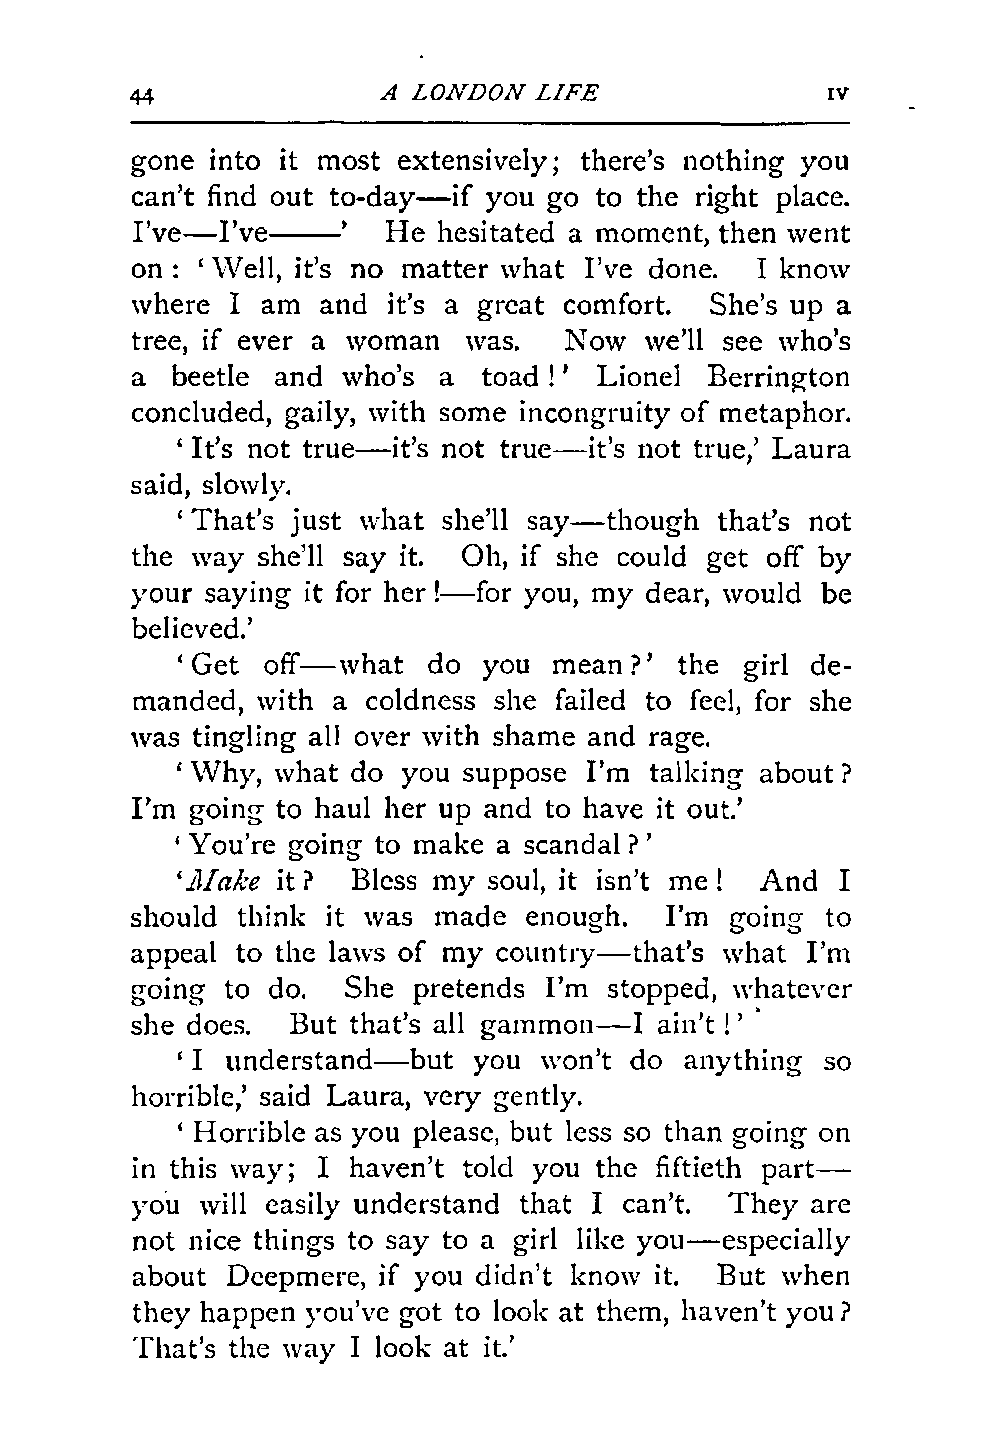 44 A LONDON LIFE IV
gone into it most extensively; there's nothing you
can't find out to-day—if you go to the right place.
I've—I've——' He hesitated a moment, then went
on : ' Well, it's no matter what I've done. I know
where I am and it's a great comfort. She's up a
tree, if ever a woman was. Now we'll see who's
a beetle and who's a toad !' Lionel Berrington
concluded, gaily, with some incongruity of metaphor.
' It's not true—it's not true—it's not true,' Laura
said, slowly.
' That's just what she'll say—though that's not
the way she'll say it. Oh, if she could get off by
your saying it for her !—for you, my dear, would be
believed.'
' Get off—what do you mean ?' the girl de-
manded, with a coldness she failed to feel, for she
was tingling all over with shame and rage.
' Why, what do you suppose I'm talking about ?
I'm going to haul her up and to have it out.'
' You're going to make a scandal ?'
' Make it ? Bless my soul, it isn't me ! And I
should think it was made enough. I'm going to
appeal to the laws of my country—that's what I'm
going to do. She pretends I'm stopped, whatever
she does. But that's all gammon—I ain't !'
' I understand—but you won't do anything so
horrible,' said Laura, very gently.
' Horrible as you please, but less so than going on
in this way; I haven't told you the fiftieth part—
you will easily understand that I can't. They are
not nice things to say to a girl like you—especially
about Deepmere, if you didn't know it. But when
they happen you've got to look at them, haven't you ?
That's the way I look at it.'